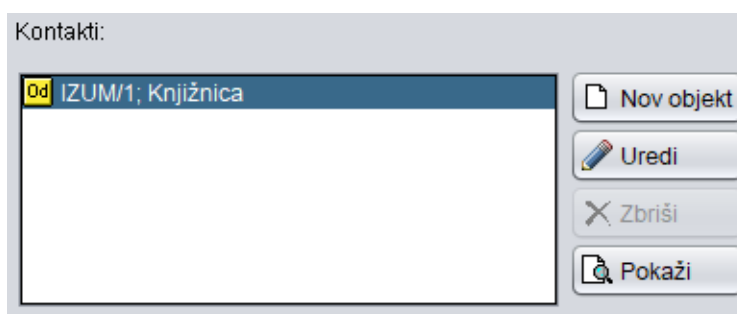 Kontakti:
Od IZUM/1; Knjižnica
Nov objekt
Uredi
Zbriši
Pokaži